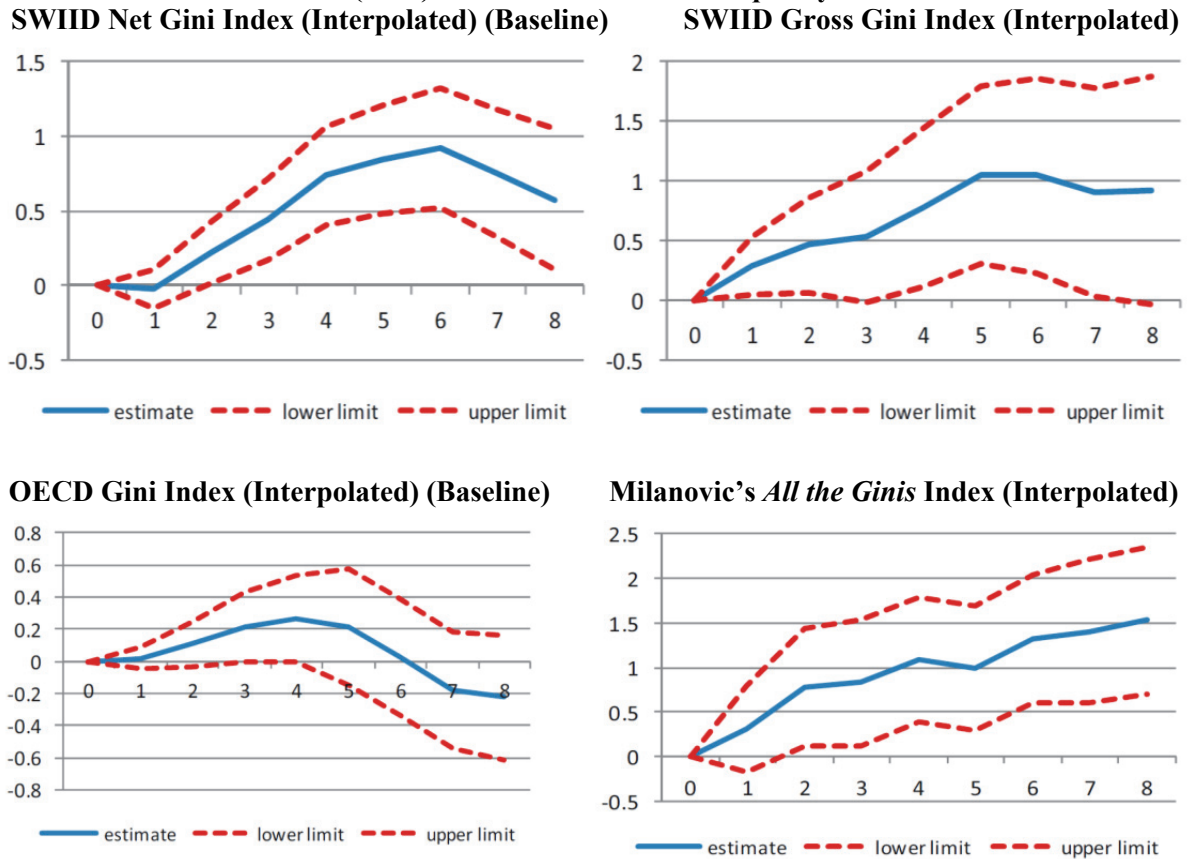 SWIID Net Gini Index (Interpolated) (Baseline)
1.5
1
0.5
0
-0.5
0 1 2 3 4 5 6 7 8
estimate lower limit upper limit
SWIID Gross Gini Index (Interpolated)
2
1.5
1
0.5
0
-0.5
0 1 2 3 4 5 6 7 8
estimate lower limit upper limit
OECD Gini Index (Interpolated) (Baseline)
0.8
0.6
0.4
0.2
0
-0.2
-0.4
-0.6
-0.8
0 1 2 3 4 5 6 7 8
estimate lower limit upper limit
Milanovic's All the Ginis Index (Interpolated)
2.5
2
1.5
1
0.5
0
-0.5
0 1 2 3 4 5 6 7 8
estimate lower limit upper limit